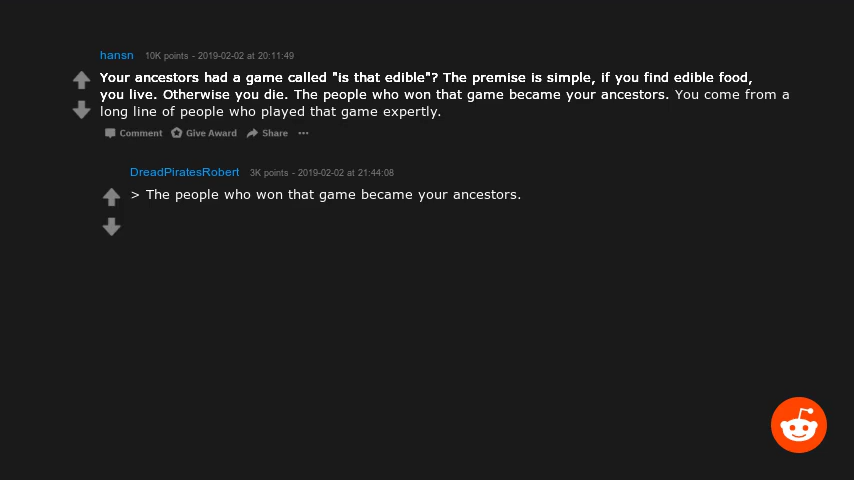 hansn 10K points - 2019-02-02 at 20:11:49
Your ancestors had a game called "is that edible"? The premise is simple, if you find edible food,
you live. Otherwise you die. The people who won that game became your ancestors. You come from a
long line of people who played that game expertly.
Comment Give Award Share ···
DreadPiratesRobert 3K points - 2019-02-02 at 21:44:08
> The people who won that game became your ancestors.